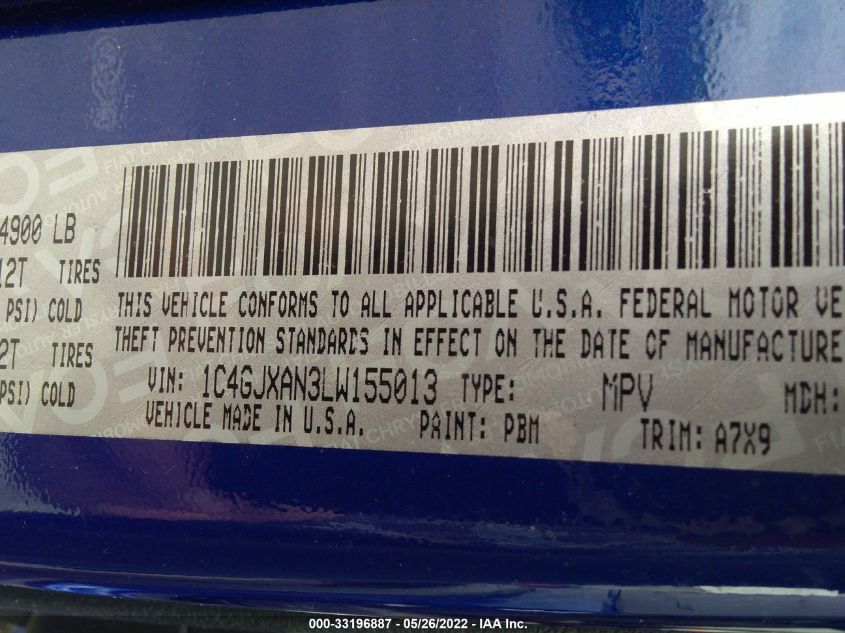 4900 LB
12T TIRES
PSI) COLD
2T TIRES
PSI) COLD
THIS VEHICLE CONFORMS TO ALL APPLICABLE U.S.A. FEDERAL MOTOR VE
THEFT PREVENTION STANDARDS IN EFFECT ON THE DATE OF MANUFACTURE
VIN: 1C4GJXAN3LW155013 TYPE: MPV MDH:
VEHICLE MADE IN U.S.A. PAINT: PBM TRIM: A7X9
000-33196887 - 05/26/2022 - IAA Inc.